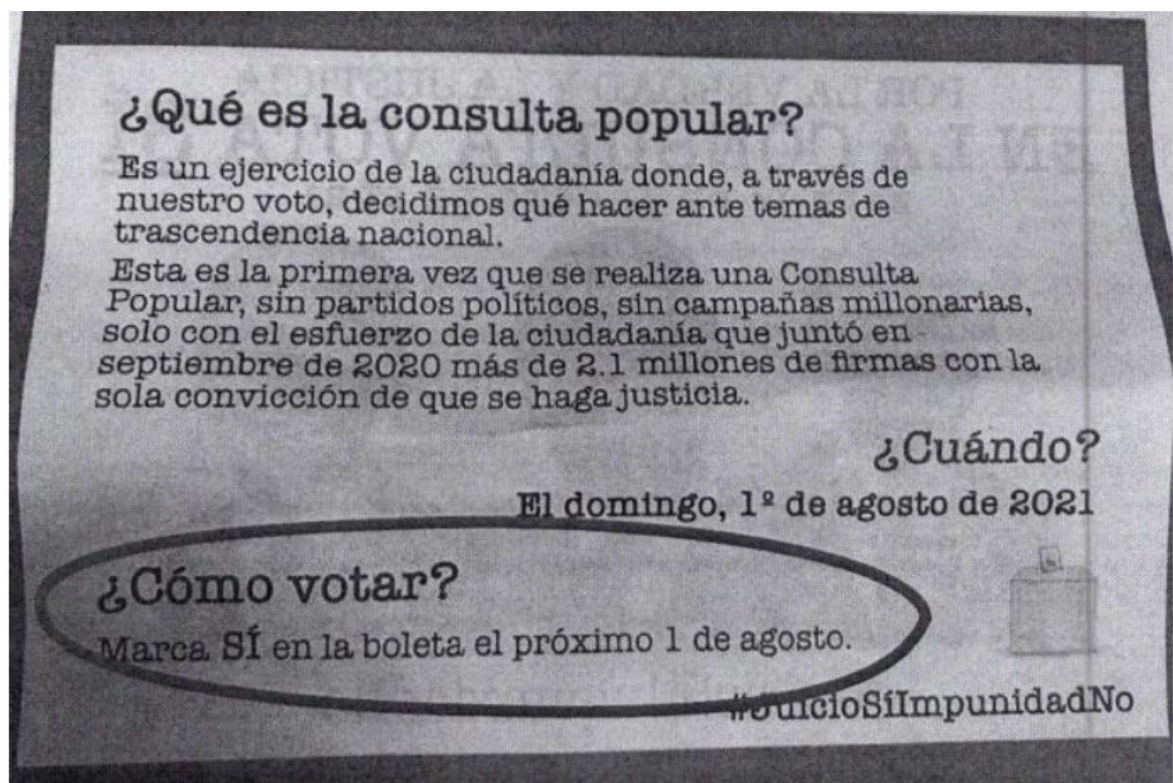 ¿Qué es la consulta popular?
Es un ejercicio de la ciudadanía donde, a través de
nuestro voto, decidimos qué hacer ante temas de
trascendencia nacional.
Esta es la primera vez que se realiza una Consulta
Popular, sin partidos políticos, sin campañas millonarias,
solo con el esfuerzo de la ciudadanía que juntó en
septiembre de 2020 más de 2.1 millones de firmas con la
sola convicción de que se haga justicia.
¿Cuándo?
El domingo, 1º de agosto de 2021
¿Cómo votar?
Marca SÍ en la boleta el próximo 1 de agosto.
#JuicioSíImpunidadNo